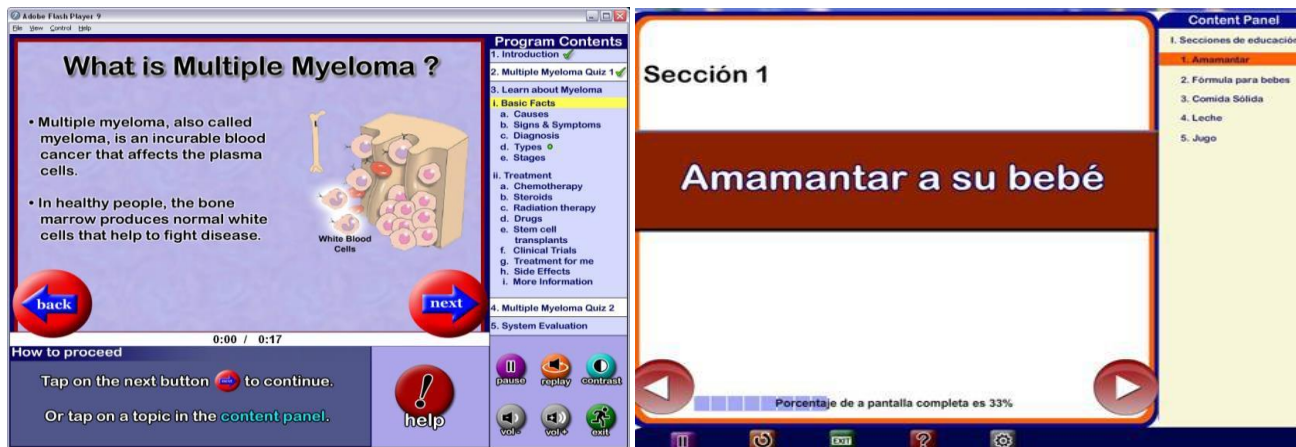 Adobe Flash Player 9
File View Control Help
What is Multiple Myeloma ?
• Multiple myeloma, also called
myeloma, is an incurable blood
cancer that affects the plasma
cells.
• In healthy people, the bone
marrow produces normal white
cells that help to fight disease.
White Blood
Cells
back
next
0:00 / 0:17
How to proceed
Tap on the next button to continue.
Or tap on a topic in the content panel.
help
Program Contents
1. Introduction
2. Multiple Myeloma Quiz 1
3. Learn about Myeloma
i. Basic Facts
a. Causes
b. Signs & Symptoms
c. Diagnosis
d. Types
e. Stages
ii. Treatment
a. Chemotherapy
b. Steroids
c. Radiation therapy
d. Drugs
e. Stem cell
transplants
f. Clinical Trials
g. Treatment for me
h. Side Effects
i. More Information
4. Multiple Myeloma Quiz 2
5. System Evaluation
pause replay contrast
vol - vol + exit
Sección 1
Amamantar a su bebé
Porcentaje de a pantalla completa es 33%
EXIT
?
Content Panel
I. Secciones de educación
1. Amamantar
2. Fórmula para bebes
3. Comida Sólida
4. Leche
5. Jugo